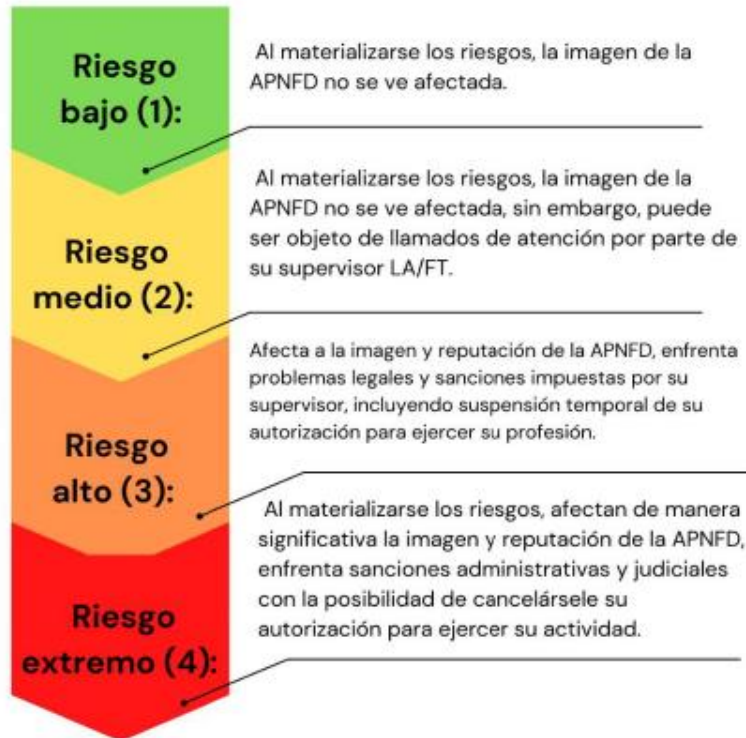 Riesgo
bajo (1):
Al materializarse los riesgos, la imagen de la
APNFD no se ve afectada.
Riesgo
medio (2):
Al materializarse los riesgos, la imagen de la
APNFD no se ve afectada, sin embargo, puede
ser objeto de llamados de atención por parte de
su supervisor LA/FT.
Riesgo
alto (3):
Afecta a la imagen y reputación de la APNFD, enfrenta
problemas legales y sanciones impuestas por su
supervisor, incluyendo suspensión temporal de su
autorización para ejercer su profesión.
Riesgo
extremo (4):
Al materializarse los riesgos, afectan de manera
significativa la imagen y reputación de la APNFD,
enfrenta sanciones administrativas y judiciales
con la posibilidad de cancelársele su
autorización para ejercer su actividad.